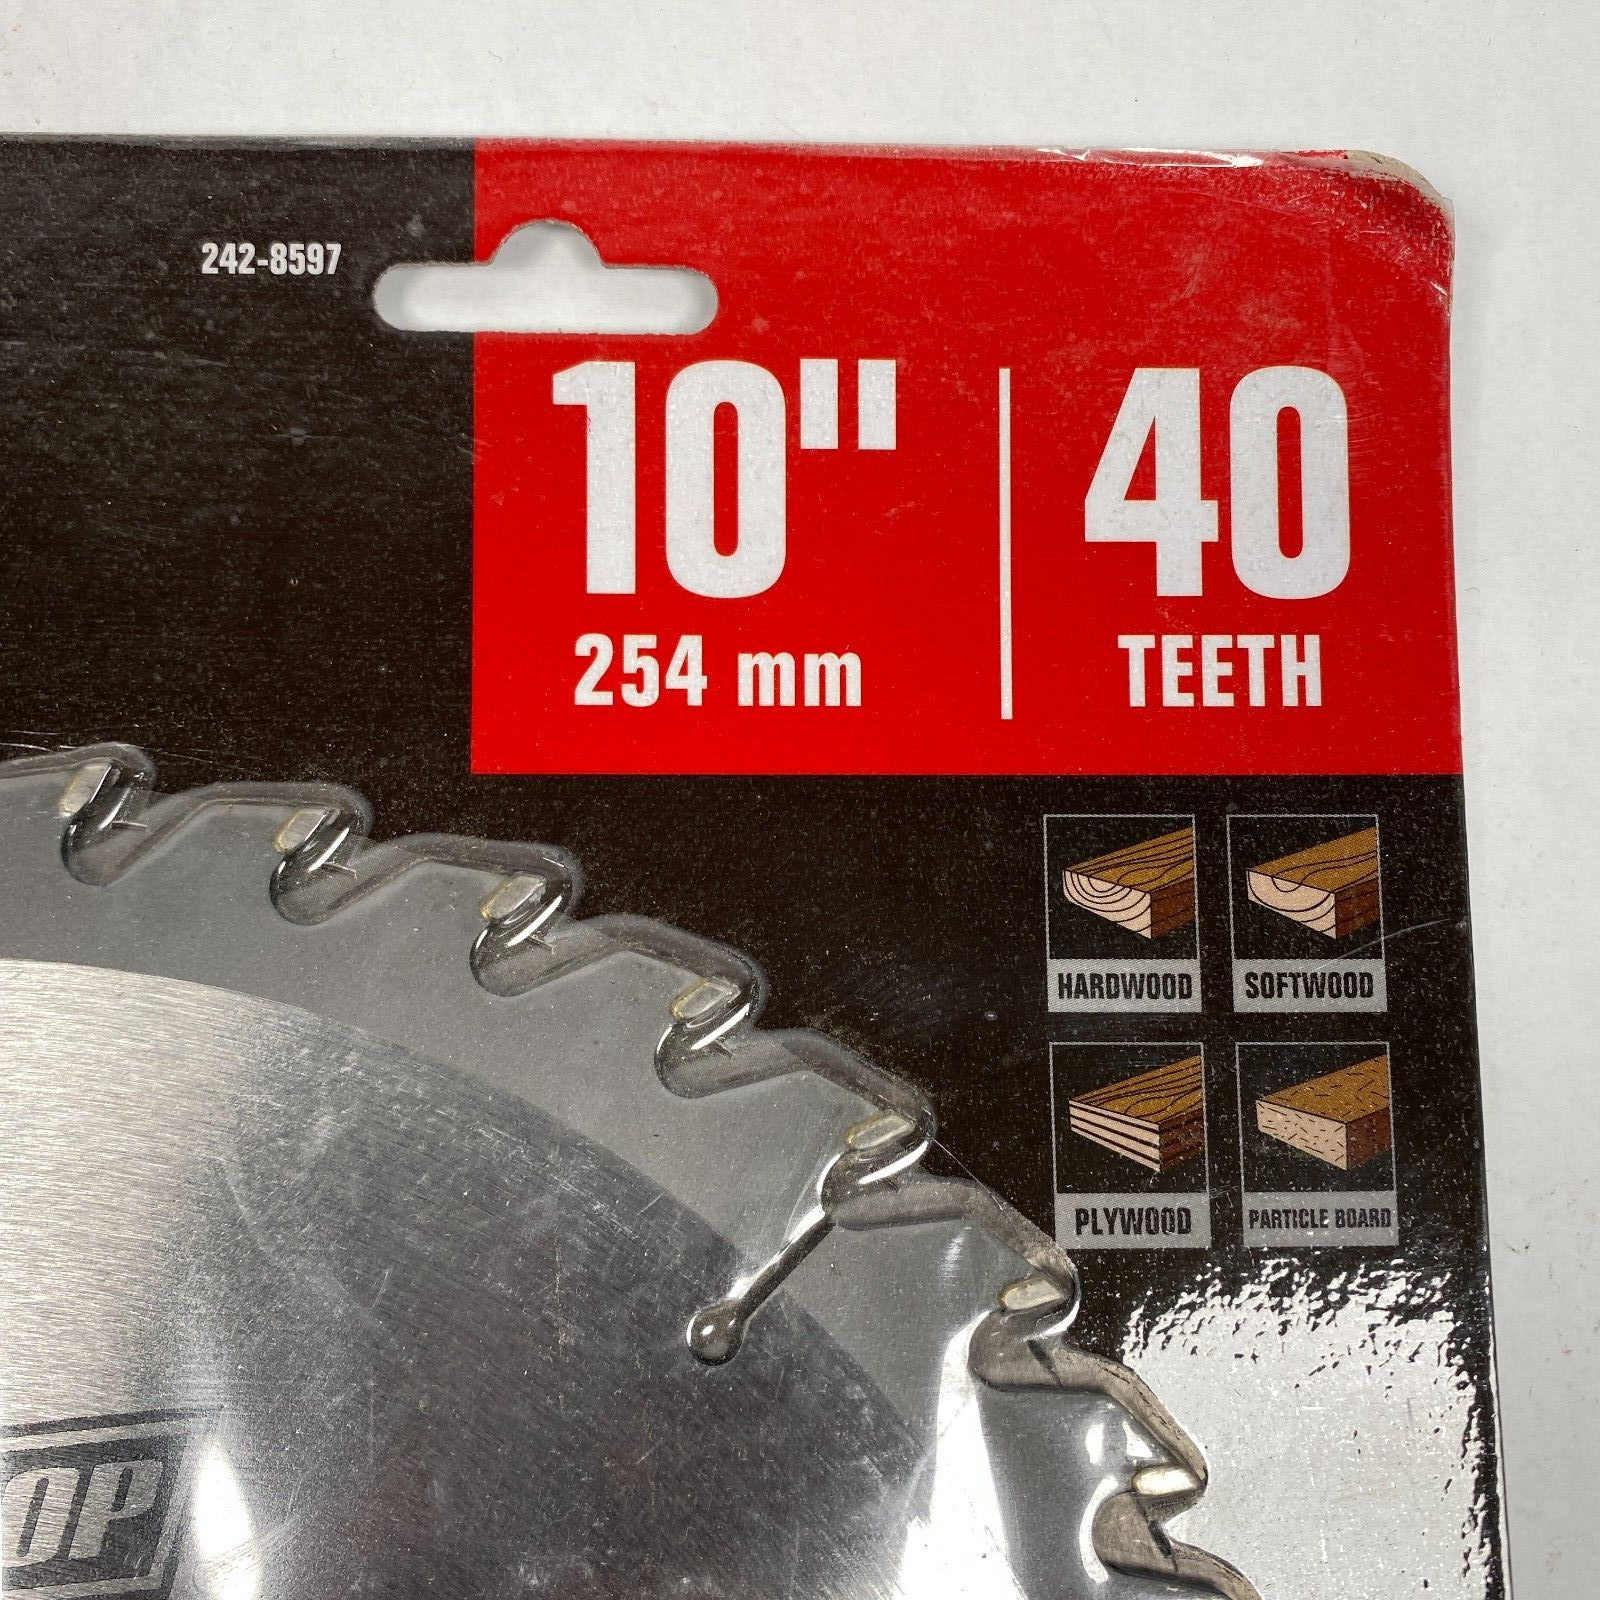 242-8597
10"
40
254 mm
TEETH
HARDWOOD
SOFTWOOD
PLYWOOD
PARTICLE BOARD